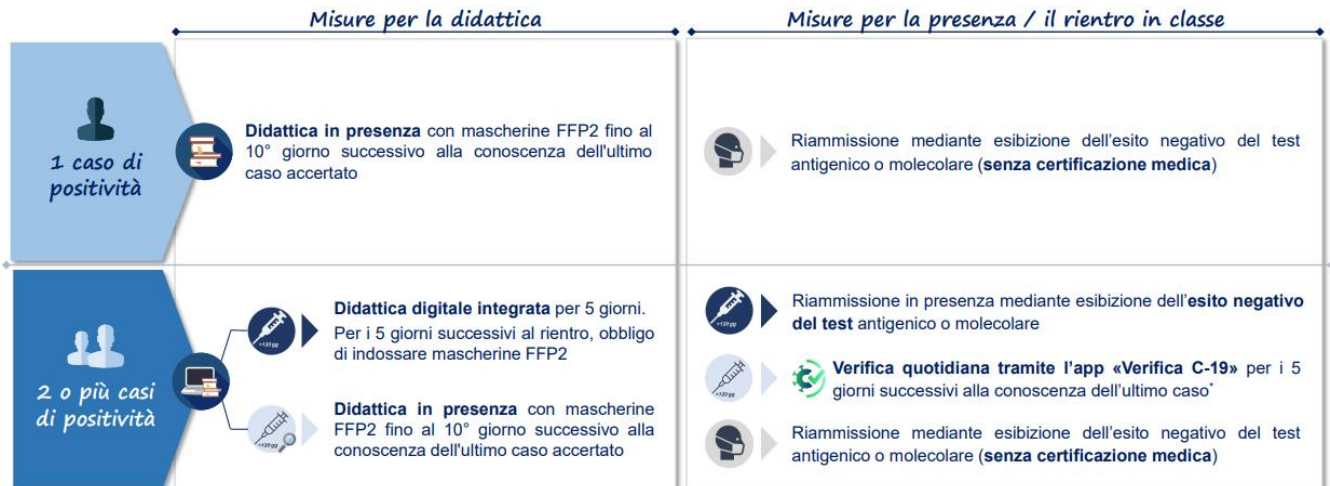 Misure per la didattica
Misure per la presenza / il rientro in classe
1 caso di
positività
Didattica in presenza con mascherine FFP2 fino al
10° giorno successivo alla conoscenza dell'ultimo
caso accertato
Riammissione mediante esibizione dell'esito negativo del test
antigenico o molecolare (senza certificazione medica)
2 o più casi
di positività
>120 gg
Didattica digitale integrata per 5 giorni.
Per i 5 giorni successivi al rientro, obbligo
di indossare mascherine FFP2
Didattica in presenza con mascherine
FFP2 fino al 10° giorno successivo alla
conoscenza dell'ultimo caso accertato
Riammissione in presenza mediante esibizione dell'esito negativo
del test antigenico o molecolare
Verifica quotidiana tramite l'app «Verifica C-19» per i 5
giorni successivi alla conoscenza dell'ultimo caso*
Riammissione mediante esibizione dell'esito negativo del test
antigenico o molecolare (senza certificazione medica)